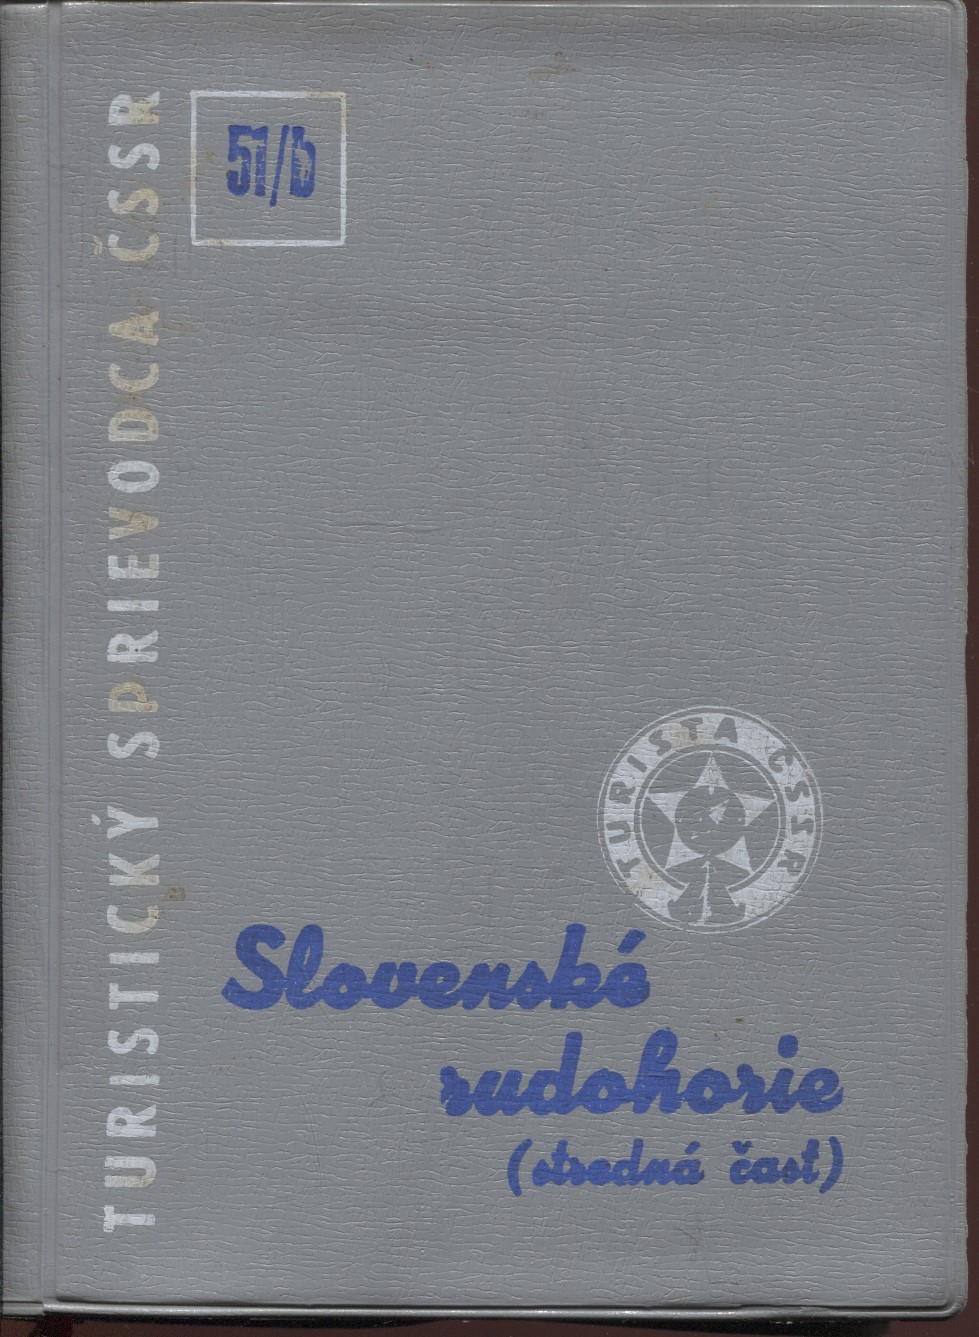 TURISTICKÝ SPRIEVODCA ČSSR
51/b
TURISTA ČSSR
Slovenské
rudohorie
(stredná časť)